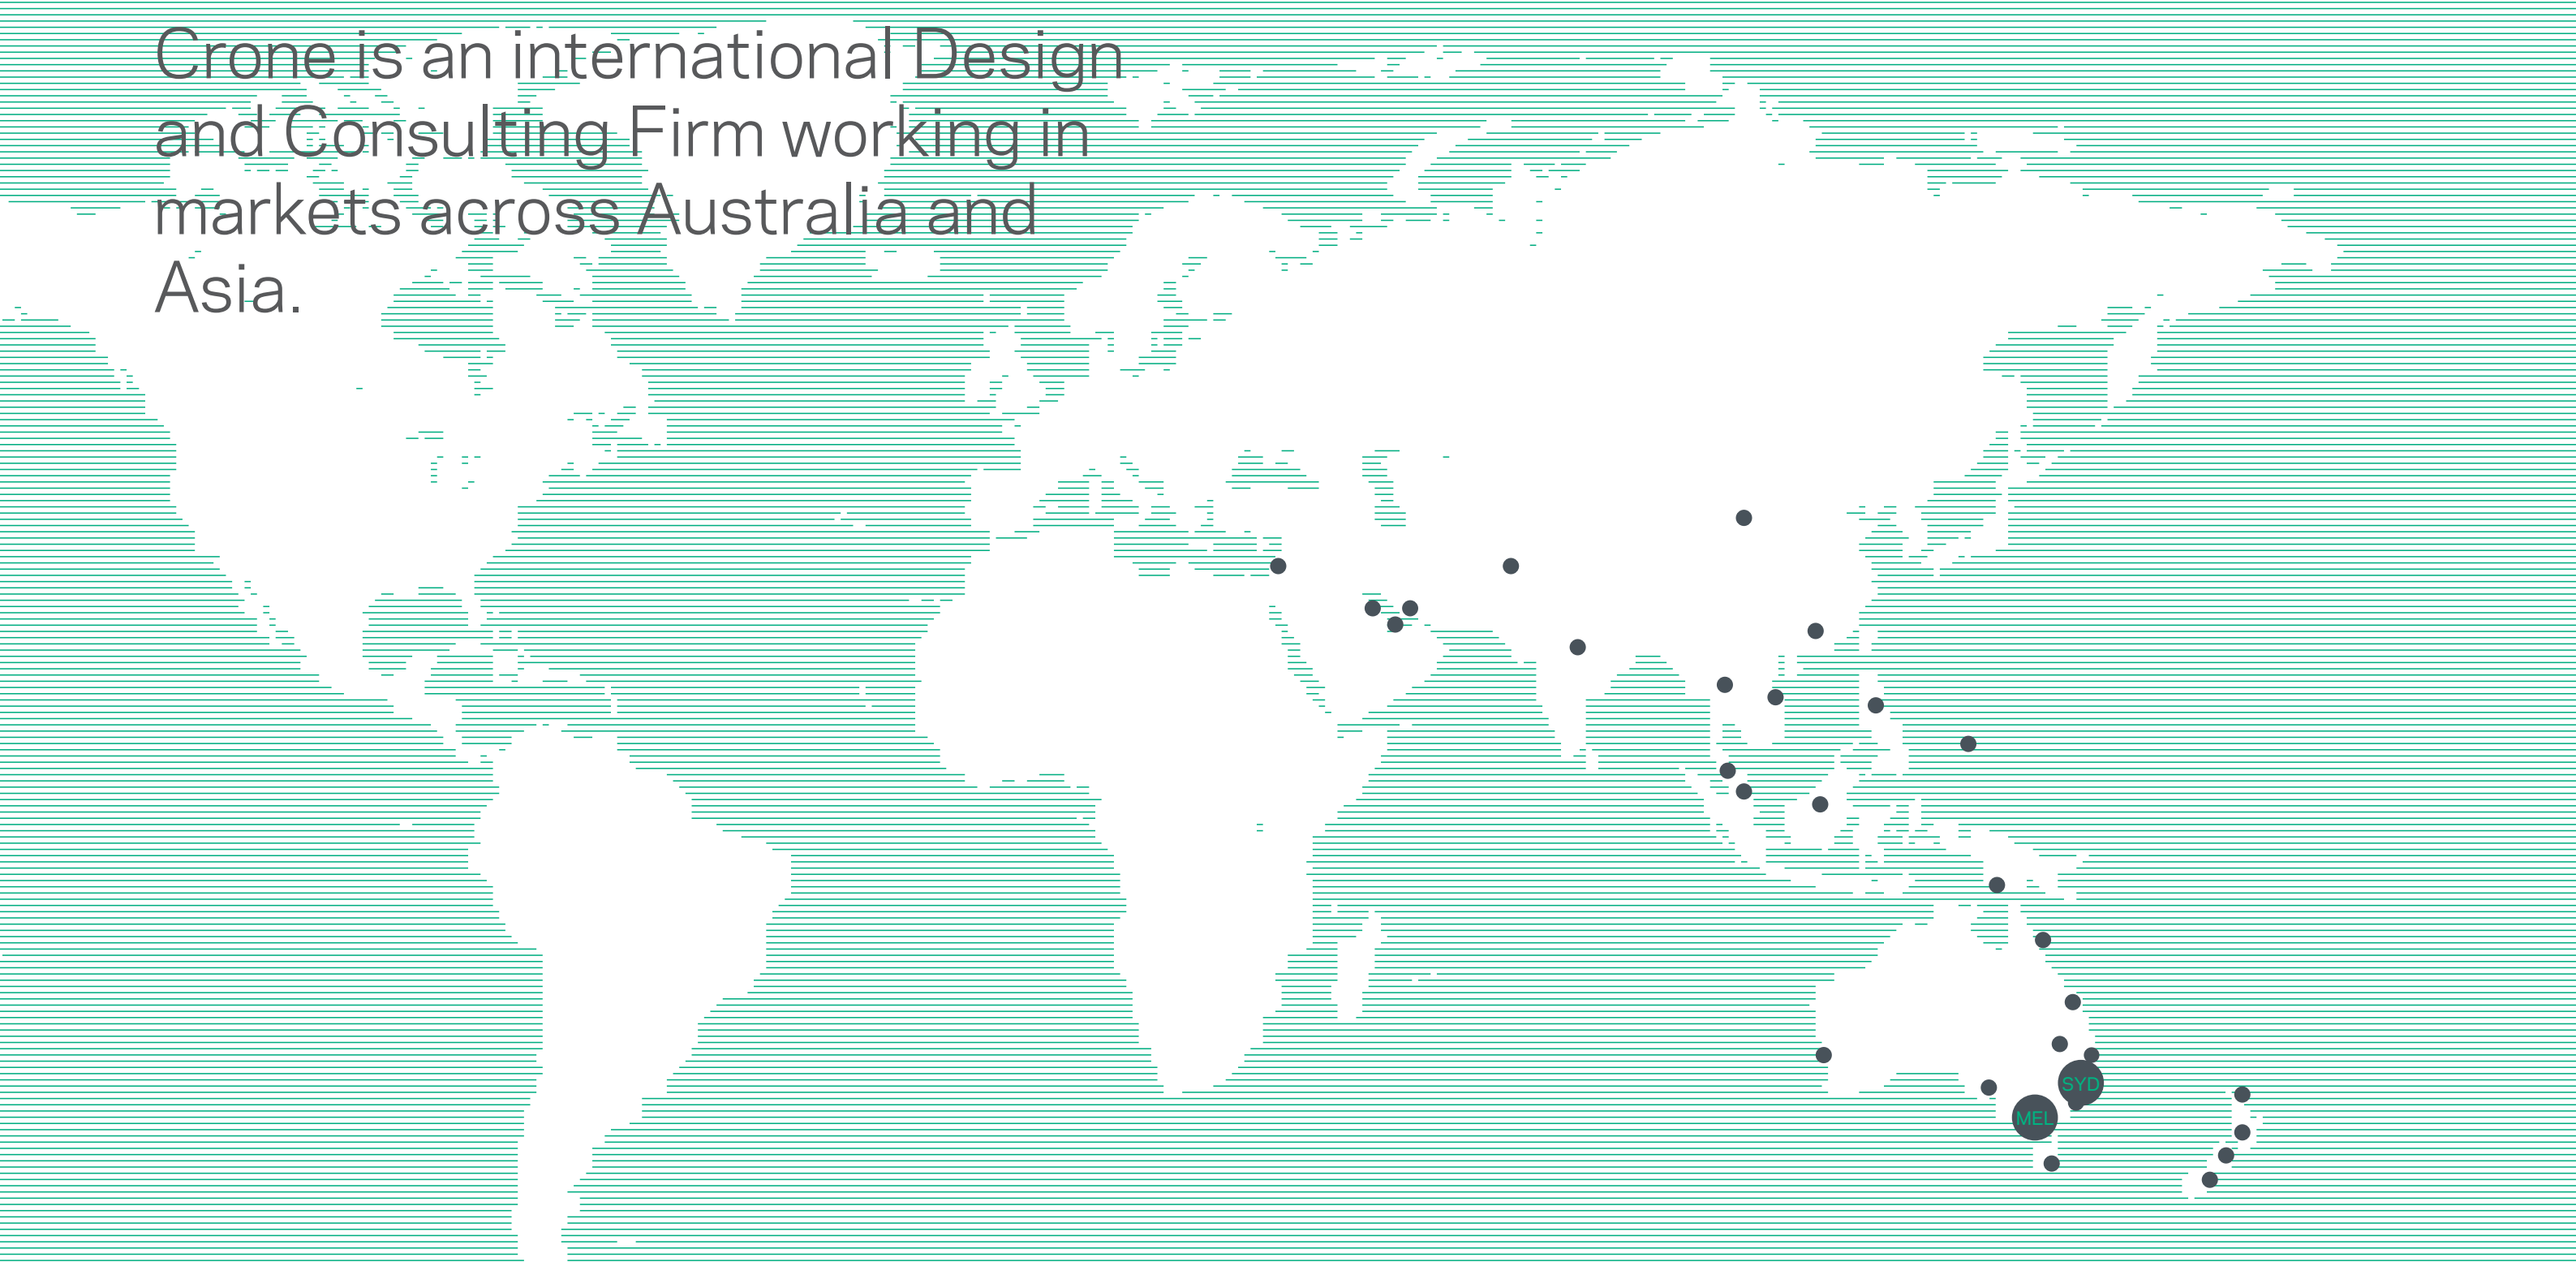 Crone is an international Design
and Consulting Firm working in
markets across Australia and
Asia.
SYD
MEL